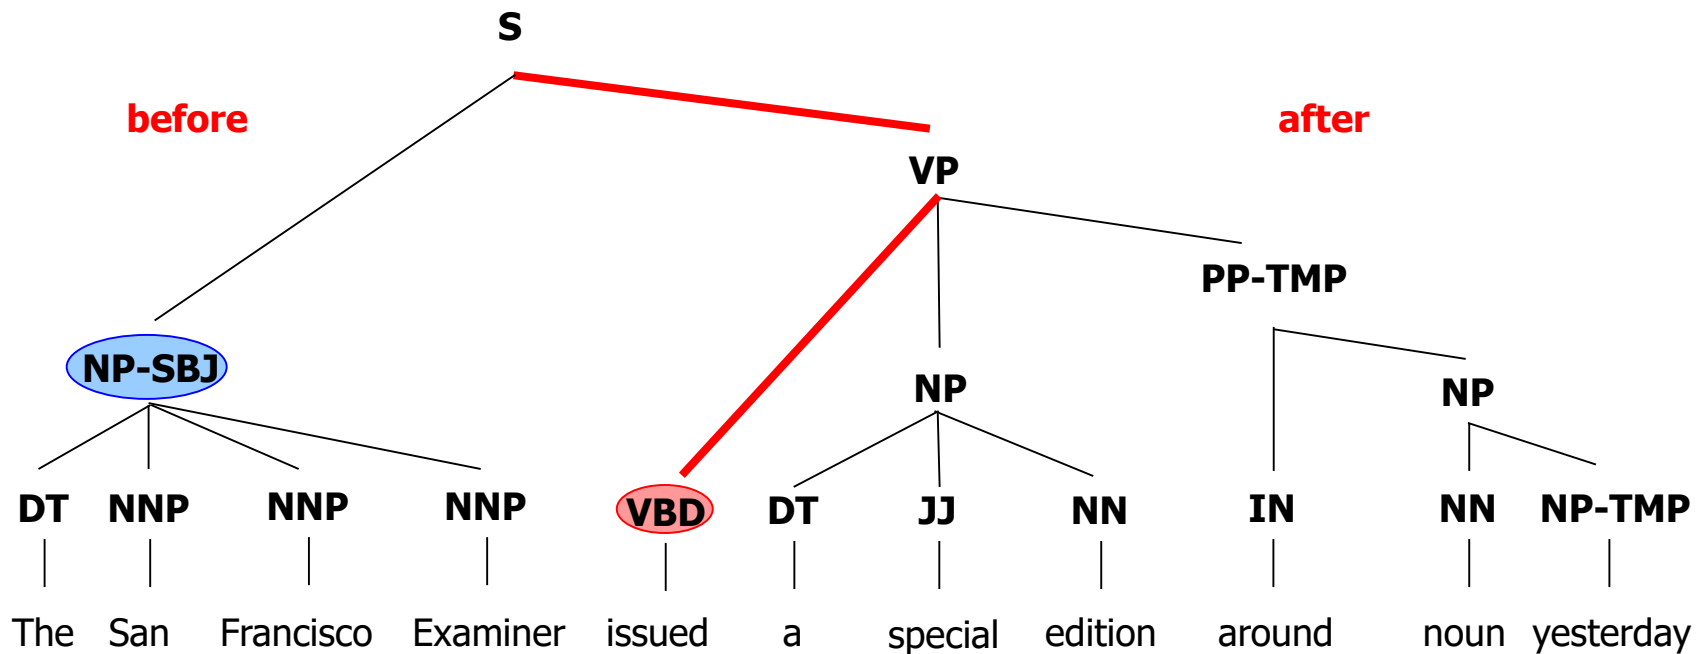 S
before after
VP
PP-TMP
NP-SBJ
NP NP
DT NNP NNP NNP VBD DT JJ NN IN NN NP-TMP
The San Francisco Examiner issued a special edition around noun yesterday